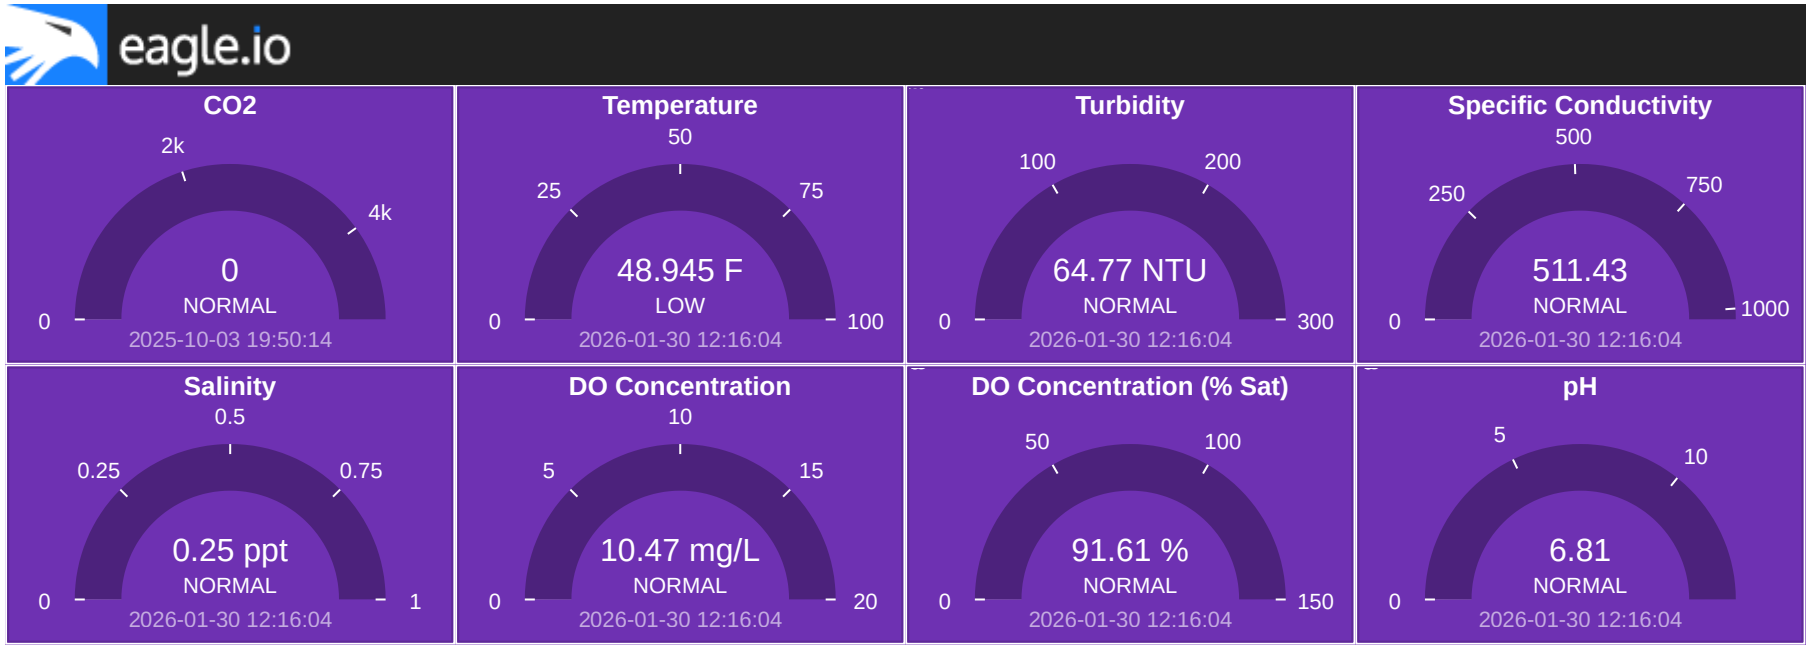 eagle.io
CO2
2k
4k
0
0
NORMAL
2025-10-03 19:50:14
Temperature
50
25
75
48.945 F
LOW
0
100
2026-01-30 12:16:04
Turbidity
100
200
64.77 NTU
NORMAL
0
300
2026-01-30 12:16:04
Specific Conductivity
500
250
750
511.43
NORMAL
0
1000
2026-01-30 12:16:04
Salinity
0.5
0.25
0.75
0.25 ppt
NORMAL
0
1
2026-01-30 12:16:04
DO Concentration
10
5
15
10.47 mg/L
NORMAL
0
20
2026-01-30 12:16:04
DO Concentration (% Sat)
50
100
91.61 %
NORMAL
0
150
2026-01-30 12:16:04
pH
5
10
6.81
NORMAL
0
2026-01-30 12:16:04